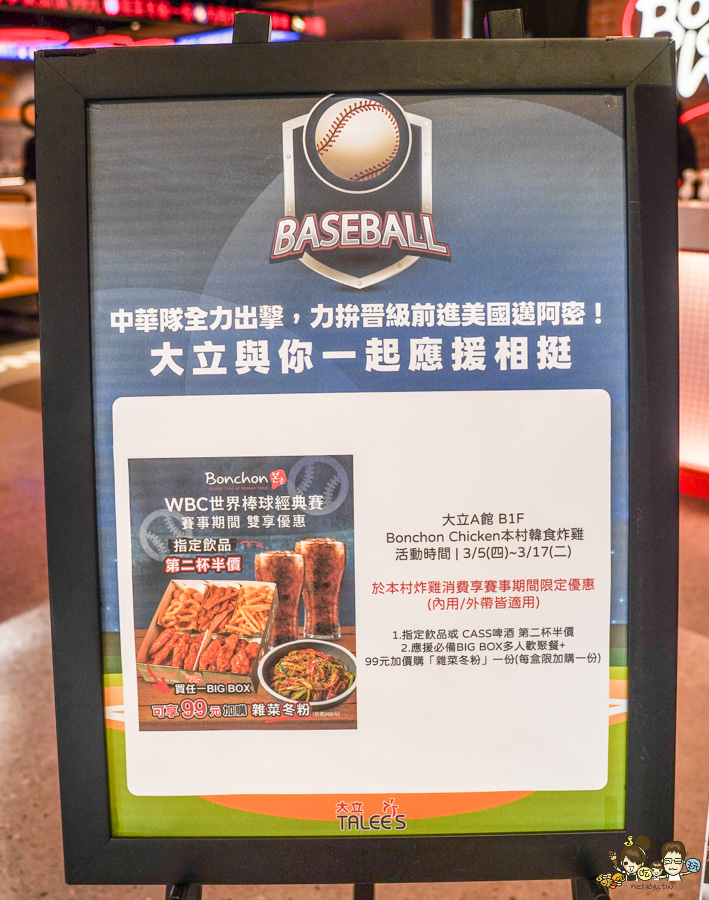 BASEBALL
中華隊全力出擊，力拚晉級前進美國邁阿密！
大立與你一起應援相挺
Bonchon 본촌
WBC世界棒球經典賽
賽事期間 雙享優惠
指定飲品
第二杯半價
買任一BIG BOX
可享99元加購 雜菜冬粉
大立A館 B1F
Bonchon Chicken本村韓食炸雞
活動時間 | 3/5(四)~3/17(二)
於本村炸雞消費享賽事期間限定優惠
(內用/外帶皆適用)
1.指定飲品或 CASS啤酒 第二杯半價
2.應援必備BIG BOX多人歡聚餐+
99元加價購「雜菜冬粉」一份(每盒限加購一份)
大立
TALEE'S